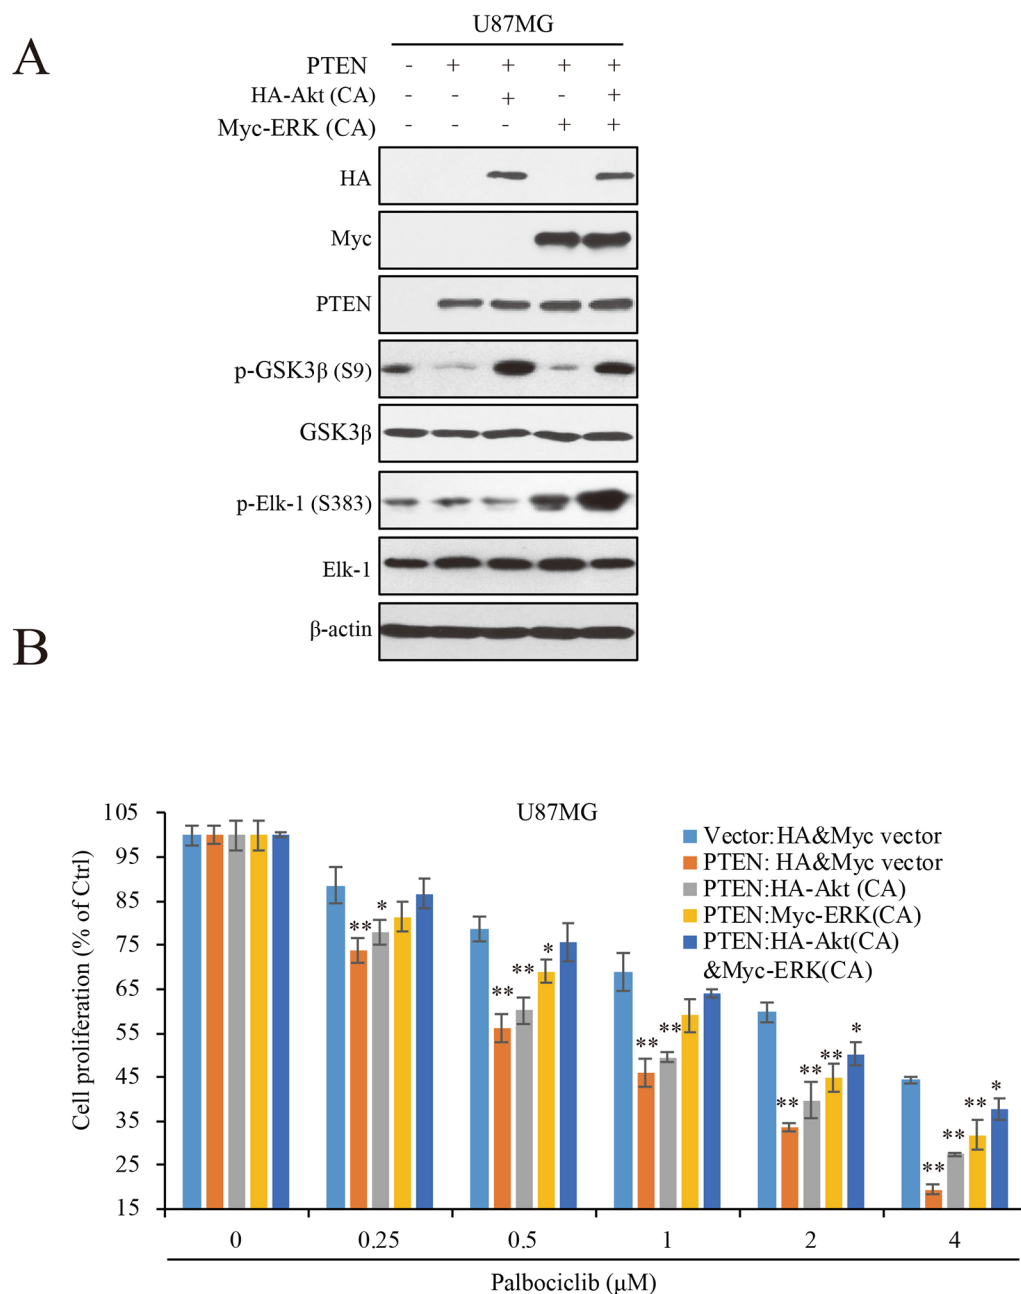 A
U87MG
PTEN - + + + +
HA-Akt (CA) - - + - +
Myc-ERK (CA) - - - + +
HA
Myc
PTEN
p-GSK3β (S9)
GSK3β
p-Elk-1 (S383)
Elk-1
β-actin
B
U87MG
Cell proliferation (% of Ctrl)
105
95
85
75
65
55
45
35
25
15
Vector:HA&Myc vector
PTEN: HA&Myc vector
PTEN:HA-Akt (CA)
PTEN:Myc-ERK(CA)
PTEN:HA-Akt(CA)
&Myc-ERK(CA)
** *
** ** *
** **
** ** ** *
** ** ** *
0 0.25 0.5 1 2 4
Palbociclib (μM)